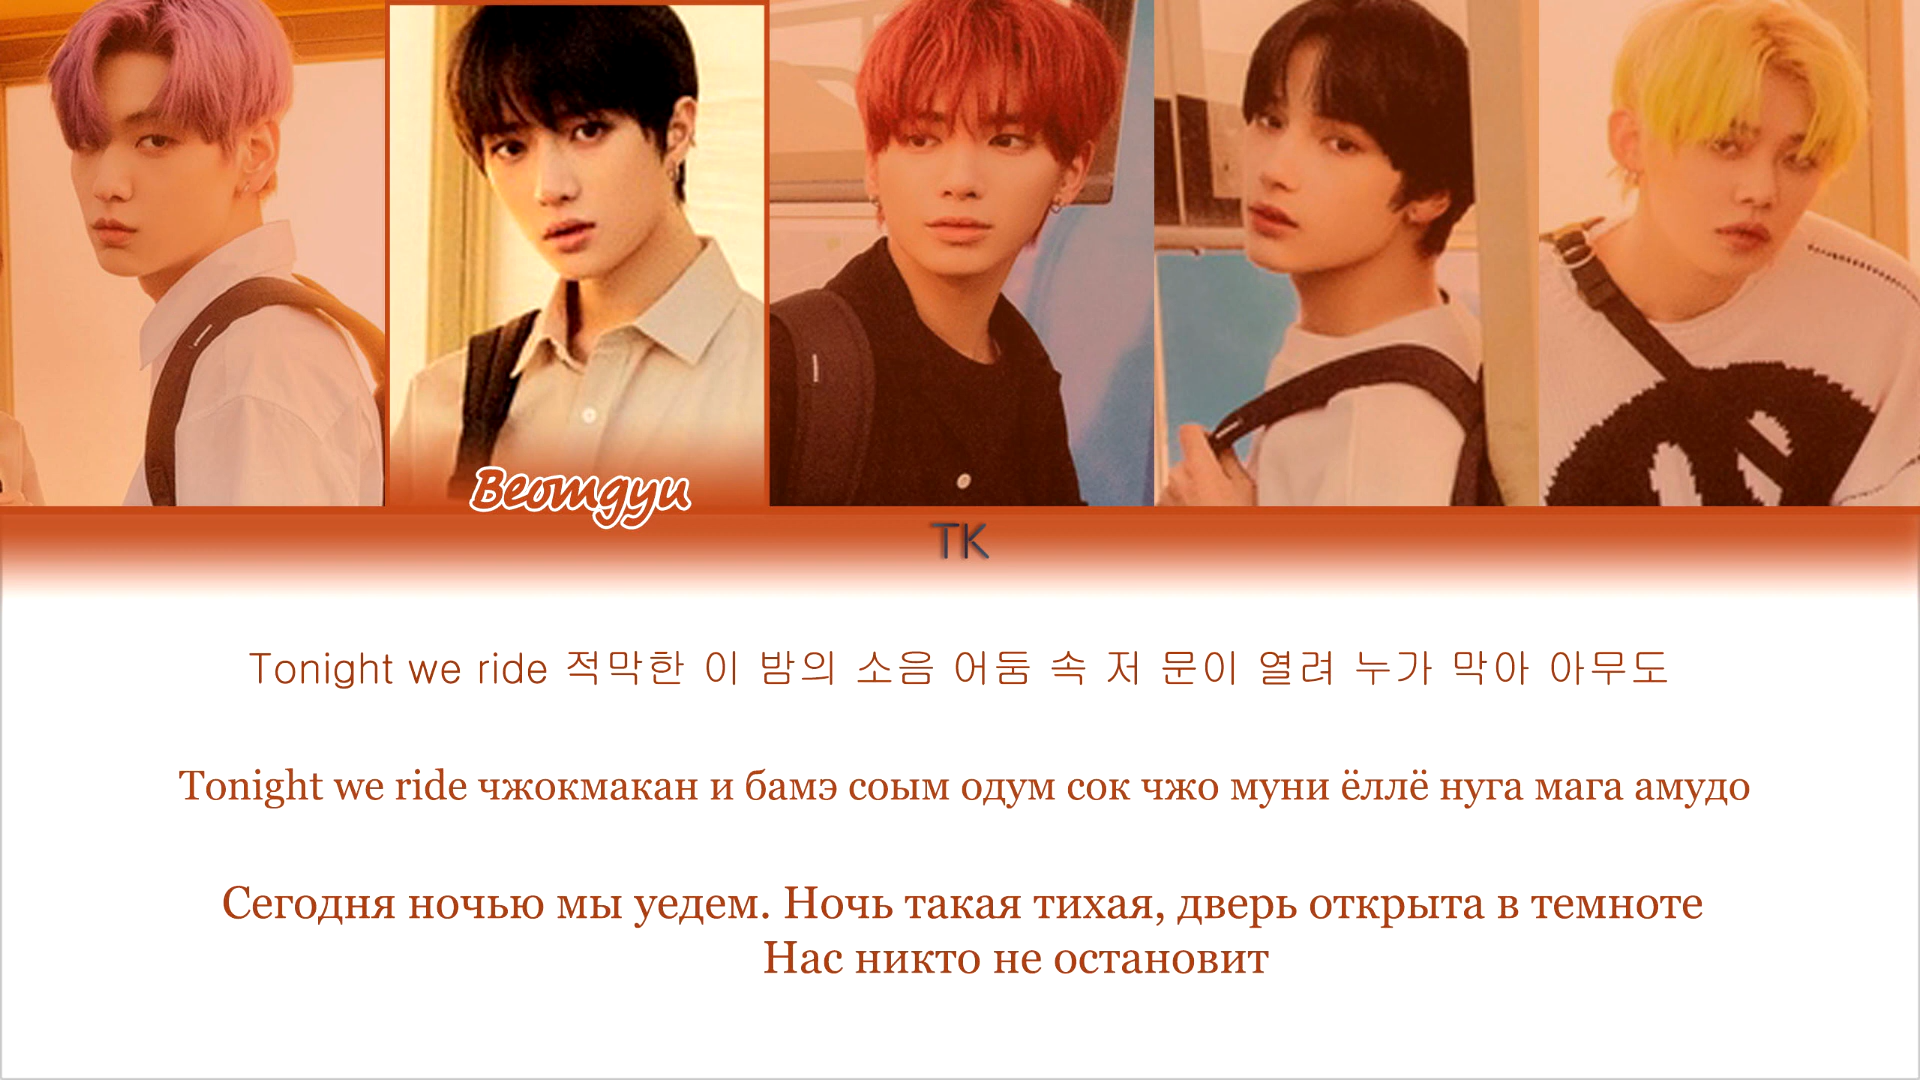 Beomgyu
TK
Tonight we ride 적막한 이 밤의 소음 어둠 속 저 문이 열려 누가 막아 아무도
Tonight we ride чжокмакан и бамэ соым одум сок чжо муни ёллё нуга мага амудо
Сегодня ночью мы уедем. Ночь такая тихая, дверь открыта в темноте
Нас никто не остановит